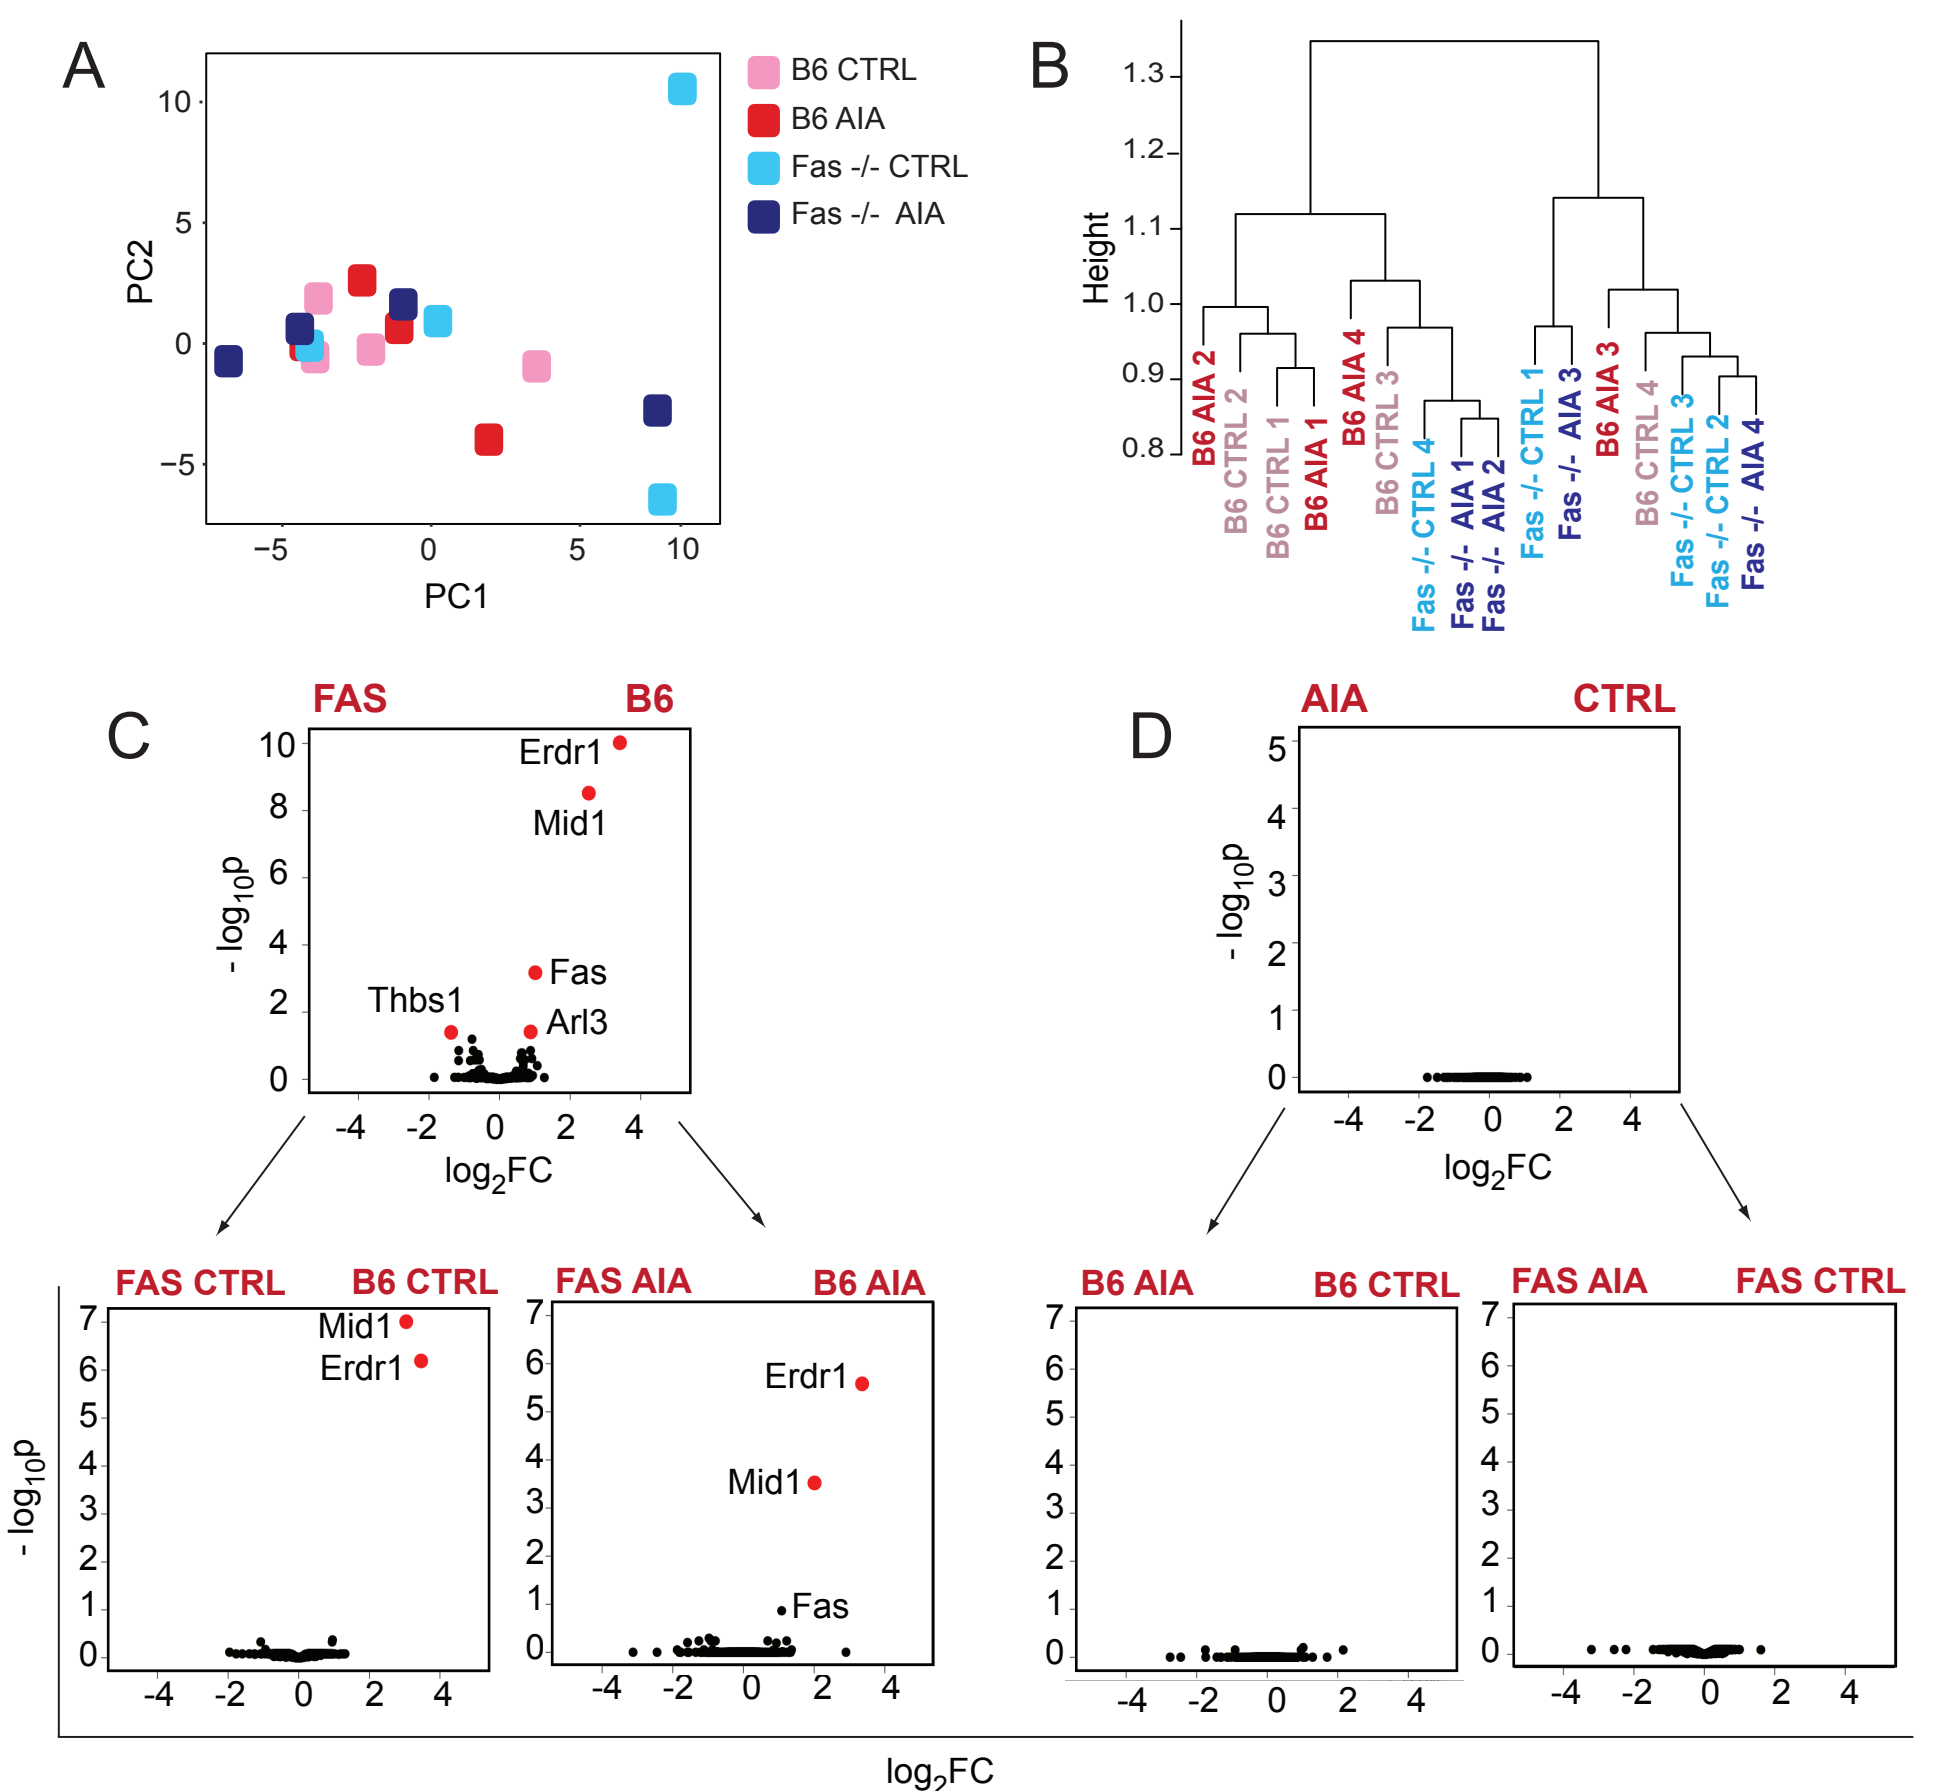 A
B6 CTRL
B6 AIA
Fas -/- CTRL
Fas -/- AIA
10
5
0
−5
PC2
−5
0
5
10
PC1
B
1.3
1.2
1.1
1.0
0.9
0.8
Height
B6 AIA 2
B6 CTRL 2
B6 CTRL 1
B6 AIA 1
B6 AIA 4
B6 CTRL 3
Fas -/- CTRL 4
Fas -/- AIA 1
Fas -/- AIA 2
Fas -/- CTRL 1
Fas -/- AIA 3
B6 AIA 3
B6 CTRL 4
Fas -/- CTRL 3
Fas -/- CTRL 2
Fas -/- AIA 4
C
FAS
B6
10
8
6
4
2
0
- log10p
Erdr1
Mid1
Fas
Thbs1
Arl3
-4
-2
0
2
4
log2FC
D
AIA
CTRL
5
4
3
2
1
0
- log10p
-4
-2
0
2
4
log2FC
FAS CTRL
B6 CTRL
7
6
5
4
3
2
1
0
- log10p
Mid1
Erdr1
-4
-2
0
2
4
FAS AIA
B6 AIA
7
6
5
4
3
2
1
0
Erdr1
Mid1
Fas
-4
-2
0
2
4
B6 AIA
B6 CTRL
7
6
5
4
3
2
1
0
-4
-2
0
2
4
FAS AIA
FAS CTRL
7
6
5
4
3
2
1
0
-4
-2
0
2
4
log2FC